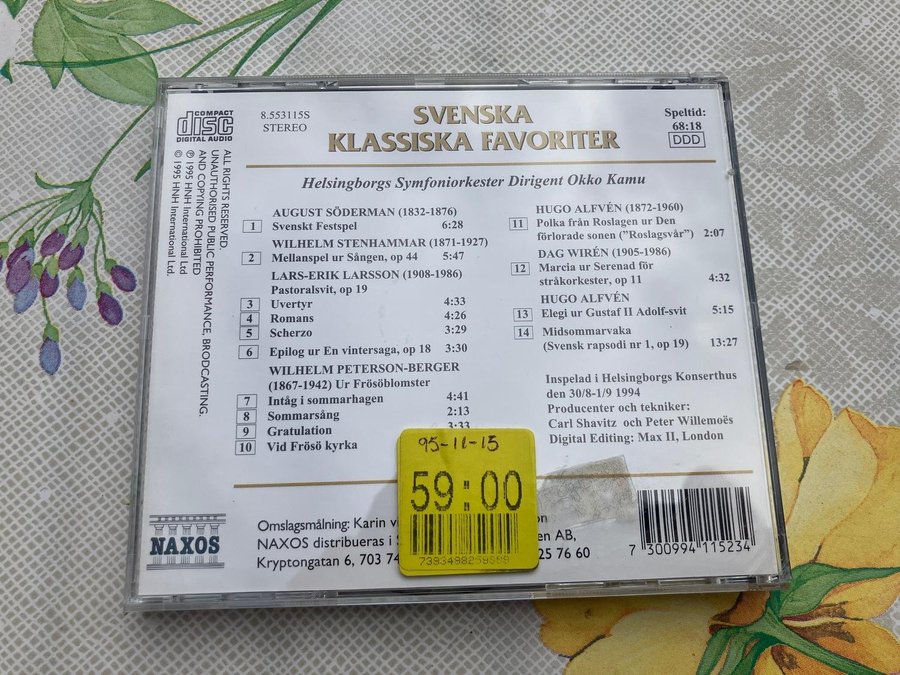 COMPACT
disc
DIGITAL AUDIO
8.553115S
STEREO
SVENSKA
KLASSISKA FAVORITER
Speltid:
68:18
DDD
Helsingborgs Symfoniorkester Dirigent Okko Kamu
ALL RIGHTS RESERVED.
UNAUTHORISED PUBLIC PERFORMANCE, BRODCASTING.
AND COPYING PROHIBITED
℗ 1995 HNH International Ltd.
© 1995 HNH International Ltd.
AUGUST SÖDERMAN (1832-1876)
1 Svenskt Festspel 6:28
WILHELM STENHAMMAR (1871-1927)
2 Mellanspel ur Sången, op 44 5:47
LARS-ERIK LARSSON (1908-1986)
Pastoralsvit, op 19
3 Uvertyr 4:33
4 Romans 4:26
5 Scherzo 3:29
6 Epilog ur En vintersaga, op 18 3:30
WILHELM PETERSON-BERGER
(1867-1942) Ur Frösöblomster
7 Intåg i sommarhagen 4:41
8 Sommarsång 2:13
9 Gratulation 3:33
10 Vid Frösö kyrka
HUGO ALFVÉN (1872-1960)
11 Polka från Roslagen ur Den
förlorade sonen ("Roslagsvår") 2:07
DAG WIRÉN (1905-1986)
12 Marcia ur Serenad för
stråkorkester, op 11 4:32
HUGO ALFVÉN
13 Elegi ur Gustaf II Adolf-svit 5:15
14 Midsommarvaka
(Svensk rapsodi nr 1, op 19) 13:27
Inspelad i Helsingborgs Konserthus
den 30/8-1/9 1994
Producenter och tekniker:
Carl Shavitz och Peter Willemoës
Digital Editing: Max II, London
95-11-15
59:00
NAXOS
Omslagsmålning: Karin
NAXOS distribueras i AB,
Kryptongatan 6, 703 25 76 60
7 300994 115234